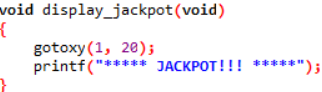 void display_jackpot(void)
{
    gotoxy(1, 20);
    printf("***** JACKPOT!!! *****");
}